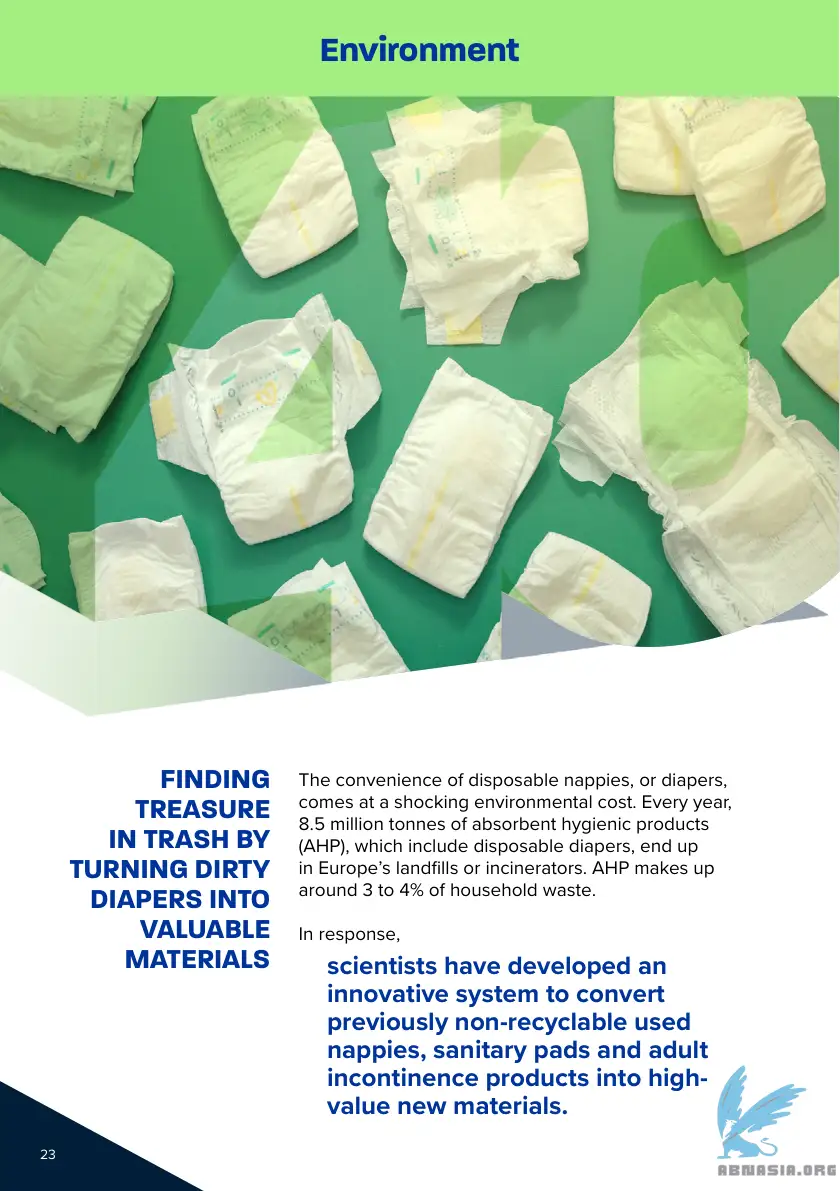 Environment
FINDING
TREASURE
IN TRASH BY
TURNING DIRTY
DIAPERS INTO
VALUABLE
MATERIALS
The convenience of disposable nappies, or diapers,
comes at a shocking environmental cost. Every year,
8.5 million tonnes of absorbent hygienic products
(AHP), which include disposable diapers, end up
in Europe’s landfills or incinerators. AHP makes up
around 3 to 4% of household waste.
In response,
scientists have developed an
innovative system to convert
previously non-recyclable used
nappies, sanitary pads and adult
incontinence products into high-
value new materials.
23
ABNASIA.ORG